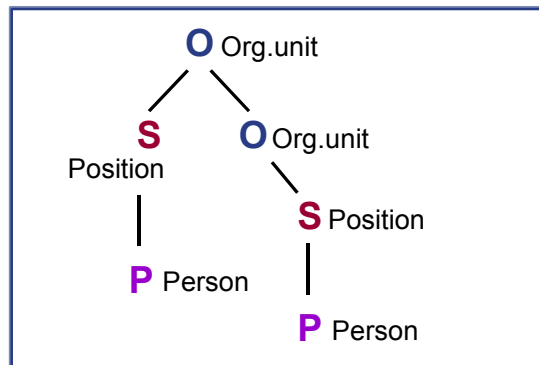 O Org.unit
S O Org.unit
Position
S Position
P Person
P Person